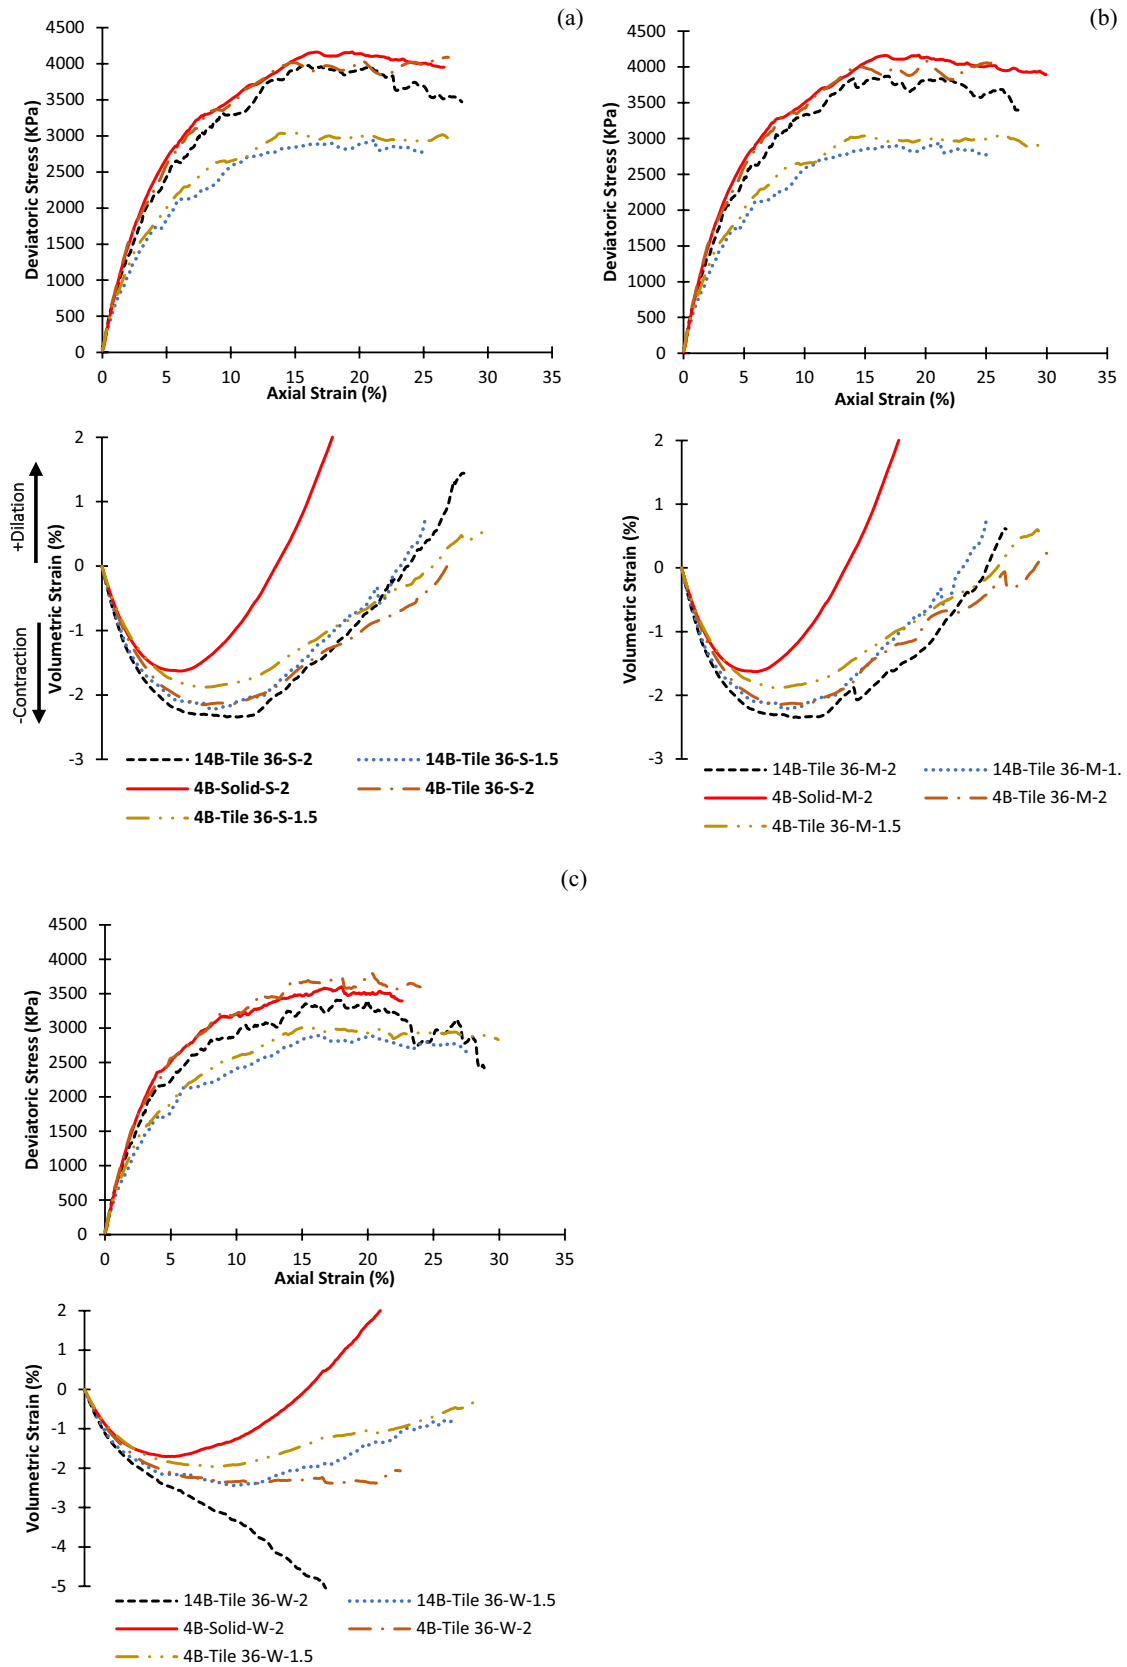 (a)
4500
4000
3500
3000
2500
2000
1500
1000
500
0
Deviatoric Stress (KPa)
0 5 10 15 20 25 30 35
Axial Strain (%)
2
1
0
-1
-2
-3
Volumetric Strain (%)
+Dilation
-Contraction
14B-Tile 36-S-2 14B-Tile 36-S-1.5
4B-Solid-S-2 4B-Tile 36-S-2
4B-Tile 36-S-1.5
(b)
4500
4000
3500
3000
2500
2000
1500
1000
500
0
Deviatoric Stress (KPa)
0 5 10 15 20 25 30 35
Axial Strain (%)
2
1
0
-1
-2
-3
Volumetric Strain (%)
14B-Tile 36-M-2 14B-Tile 36-M-1.
4B-Solid-M-2 4B-Tile 36-M-2
4B-Tile 36-M-1.5
(c)
4500
4000
3500
3000
2500
2000
1500
1000
500
0
Deviatoric Stress (KPa)
0 5 10 15 20 25 30 35
Axial Strain (%)
2
1
0
-1
-2
-3
-4
-5
Volumetric Strain (%)
14B-Tile 36-W-2 14B-Tile 36-W-1.5
4B-Solid-W-2 4B-Tile 36-W-2
4B-Tile 36-W-1.5